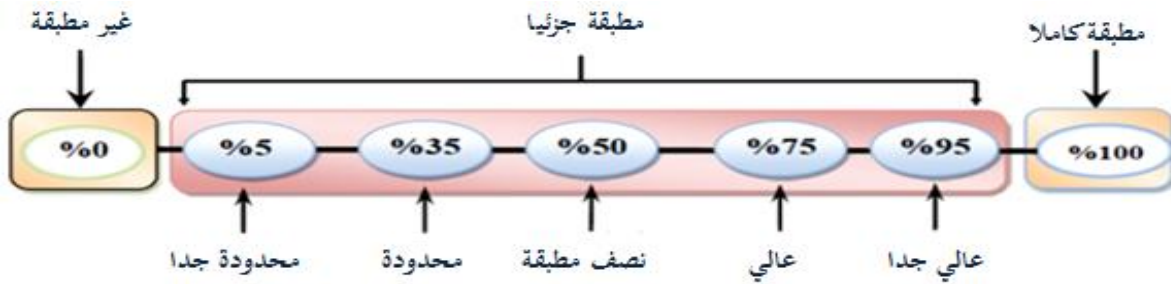 مطبقة كاملا
مطبقة جزئيا
غير مطبقة
%0
%5
%35
%50
%75
%95
%100
محدودة جدا
محدودة
نصف مطبقة
عالي
عالي جدا